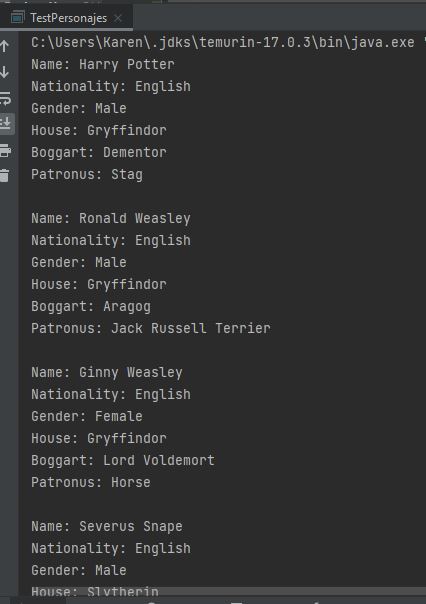 TestPersonajes
C:\Users\Karen\.jdks\temurin-17.0.3\bin\java.exe "
Name: Harry Potter
Nationality: English
Gender: Male
House: Gryffindor
Boggart: Dementor
Patronus: Stag
Name: Ronald Weasley
Nationality: English
Gender: Male
House: Gryffindor
Boggart: Aragog
Patronus: Jack Russell Terrier
Name: Ginny Weasley
Nationality: English
Gender: Female
House: Gryffindor
Boggart: Lord Voldemort
Patronus: Horse
Name: Severus Snape
Nationality: English
Gender: Male
House: Slytherin